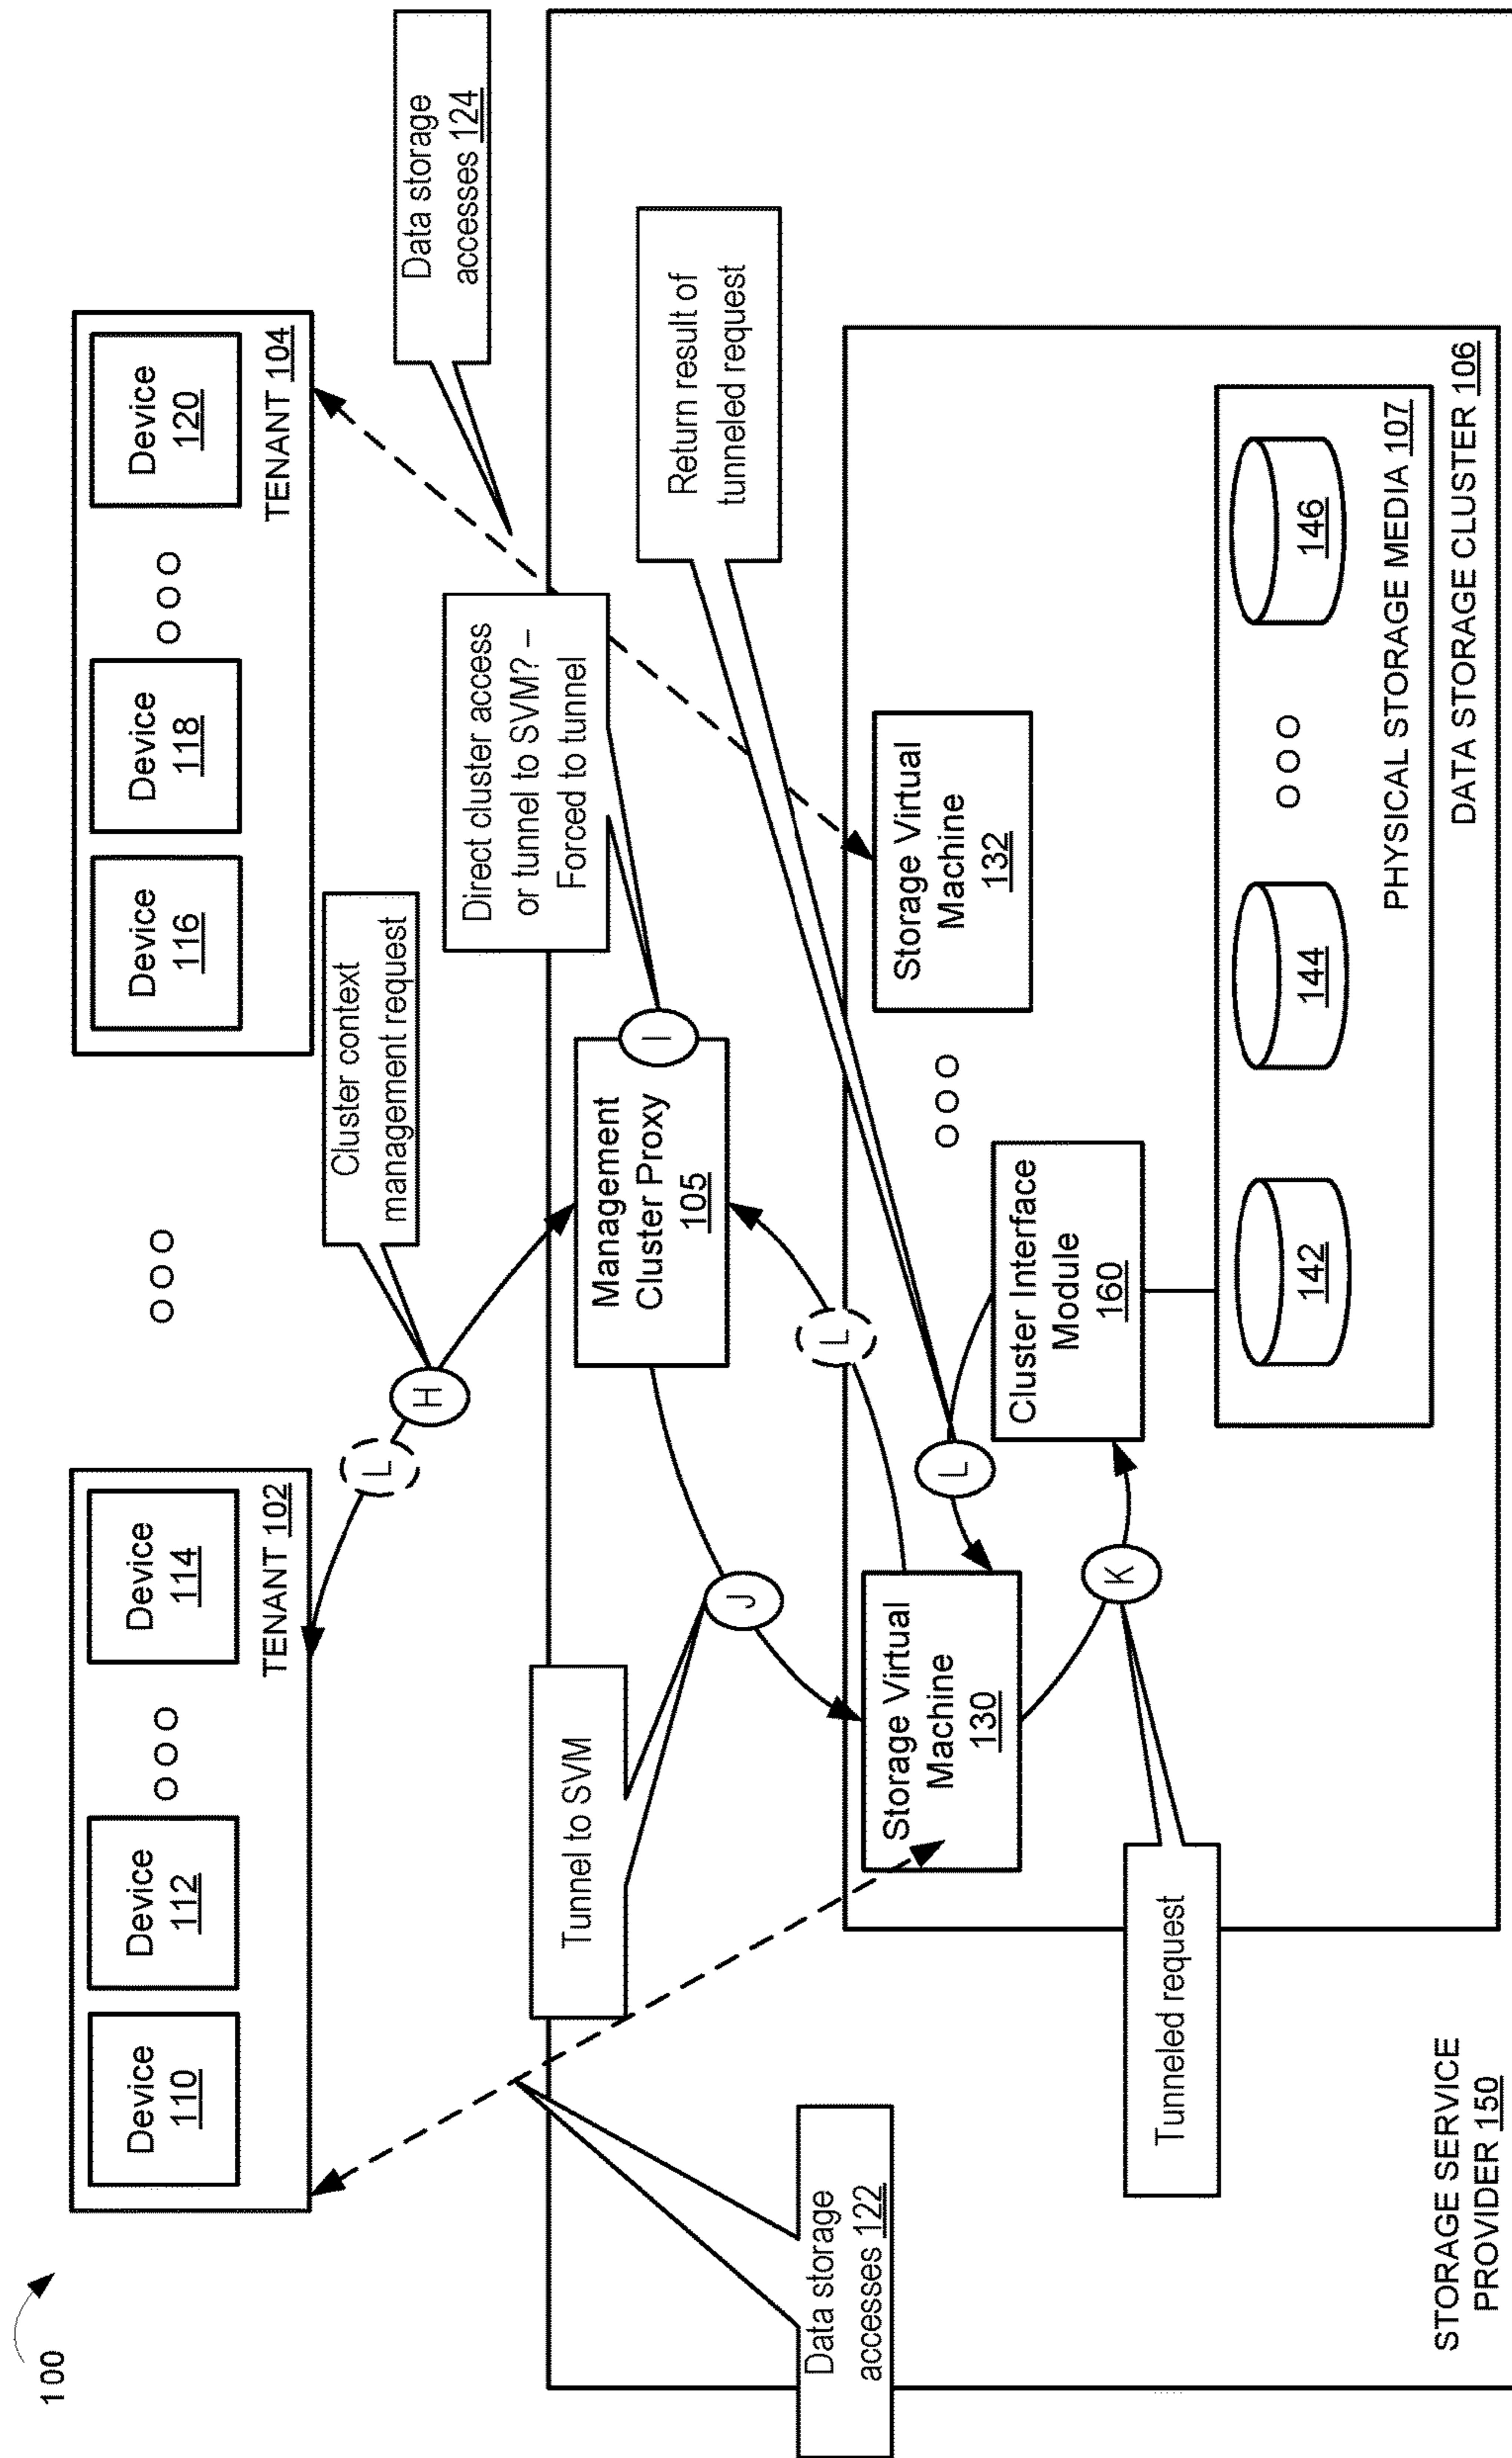 100
Device
110
Device
112
○○○
Device
114
TENANT 102
○○○
Device
116
Device
118
○○○
Device
120
TENANT 104
L
H
Cluster context
management request
Data storage
accesses 124
Direct cluster access
or tunnel to SVM? –
Forced to tunnel
I
Management
Cluster Proxy
105
Tunnel to SVM
J
Return result of
tunneled request
Data storage
accesses 122
L
Storage Virtual
Machine
130
L
○○○
Storage Virtual
Machine
132
K
Tunneled request
Cluster Interface
Module
160
142
144
○○○
146
PHYSICAL STORAGE MEDIA 107
DATA STORAGE CLUSTER 106
STORAGE SERVICE
PROVIDER 150